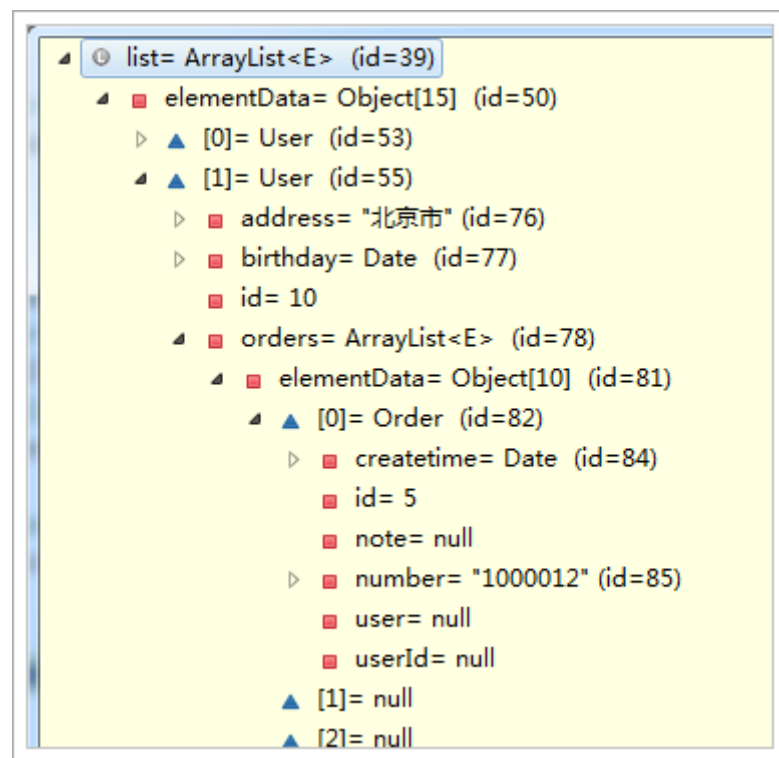 list= ArrayList<E> (id=39)
elementData= Object[15] (id=50)
[0]= User (id=53)
[1]= User (id=55)
address= "北京市" (id=76)
birthday= Date (id=77)
id= 10
orders= ArrayList<E> (id=78)
elementData= Object[10] (id=81)
[0]= Order (id=82)
createtime= Date (id=84)
id= 5
note= null
number= "1000012" (id=85)
user= null
userId= null
[1]= null
[2]= null